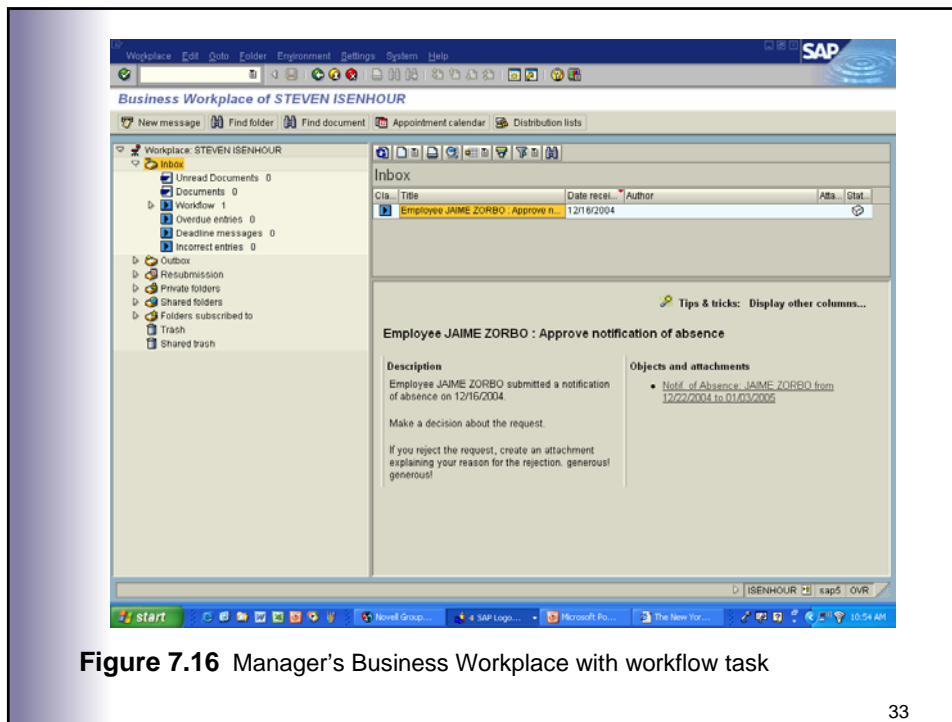 Workplace Edit Goto Folder Environment Settings System Help
SAP
Business Workplace of STEVEN ISENHOUR
New message Find folder Find document Appointment calendar Distribution lists
Workplace: STEVEN ISENHOUR
Inbox
Unread Documents 0
Documents 0
Workflow 1
Overdue entries 0
Deadline messages 0
Incorrect entries 0
Outbox
Resubmission
Private folders
Shared folders
Folders subscribed to
Trash
Shared trash
Inbox
Cla... Title Date recei... Author Atta... Stat...
Employee JAIME ZORBO : Approve n... 12/16/2004
Tips & tricks: Display other columns...
Employee JAIME ZORBO : Approve notification of absence
Description
Employee JAIME ZORBO submitted a notification
of absence on 12/16/2004.
Make a decision about the request.
If you reject the request, create an attachment
explaining your reason for the rejection. generous!
generous!
Objects and attachments
• Notif. of Absence: JAIME ZORBO from
12/22/2004 to 01/03/2005
ISENHOUR sap5 OVR
start Novell Group... 4 SAP Logo... Microsoft Po... The New Yor... 10:54 AM
Figure 7.16 Manager's Business Workplace with workflow task
33